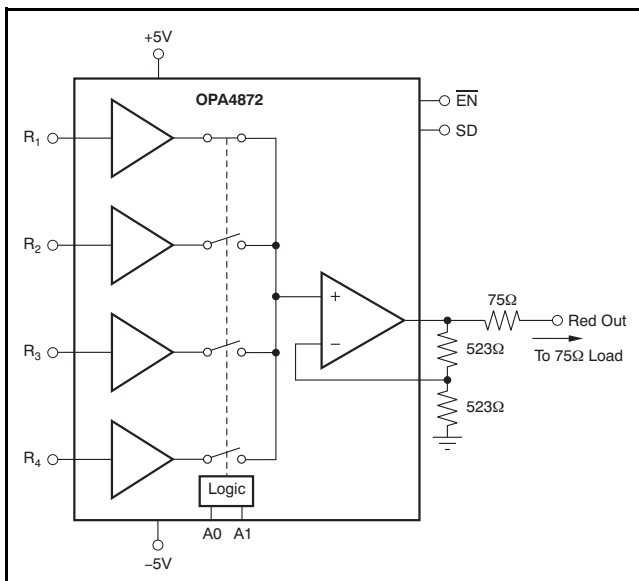 +5V
OPA4872
EN
SD
R1
R2
R3
R4
+
−
75Ω
Red Out
To 75Ω Load
523Ω
523Ω
Logic
A0 A1
−5V